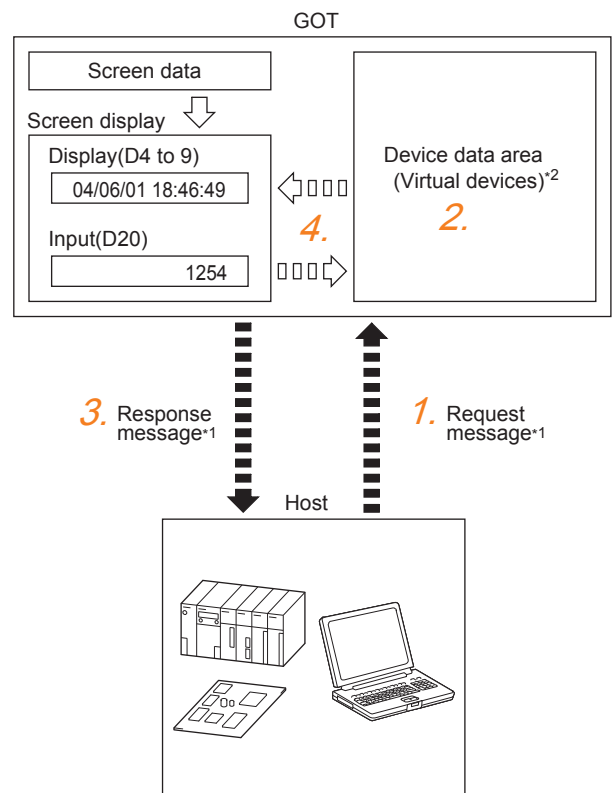 GOT
Screen data
Screen display
Display(D4 to 9)
04/06/01 18:46:49
Input(D20)
1254
Device data area
(Virtual devices)*2
2.
4.
3. Response
message*1
1. Request
message*1
Host